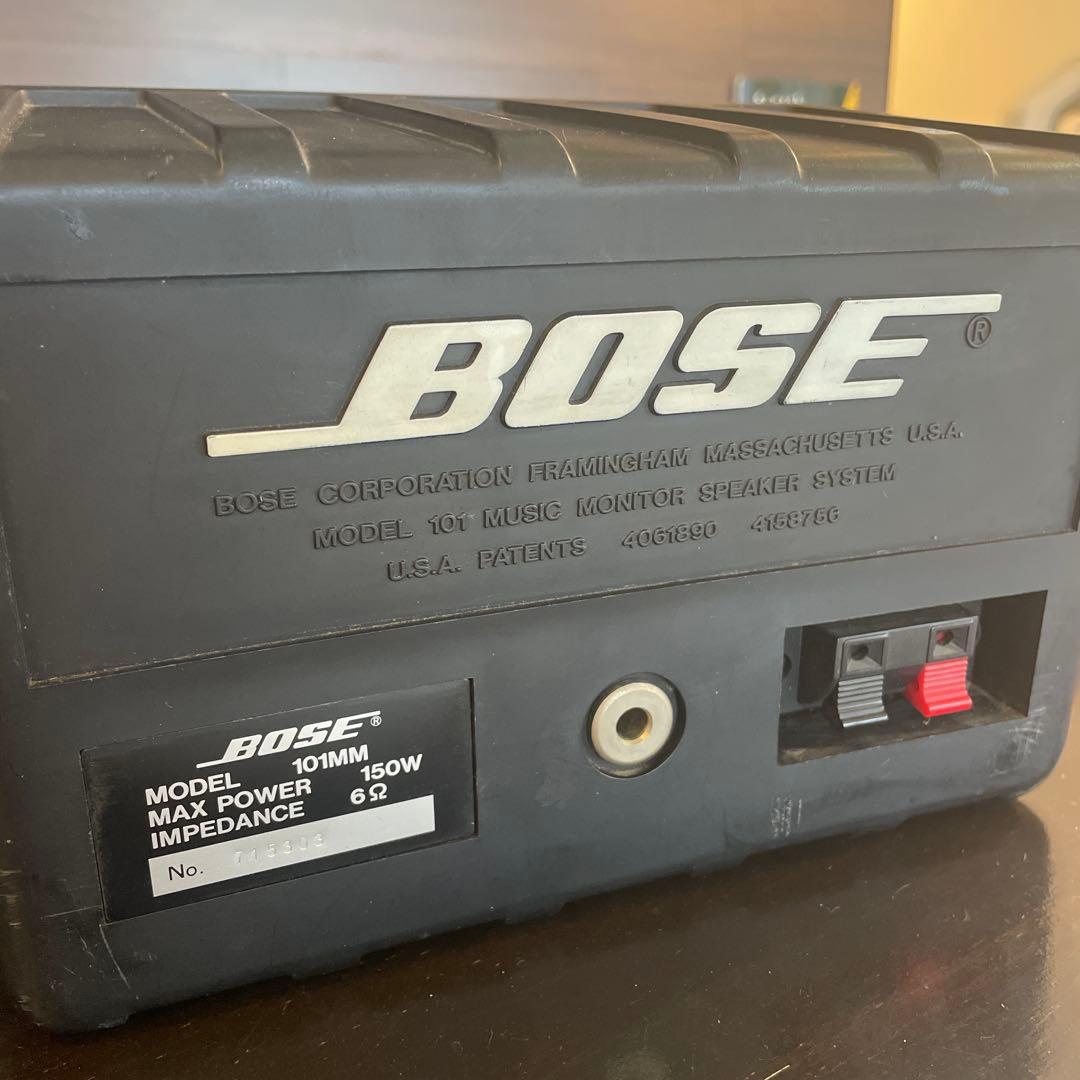 BOSE®
BOSE CORPORATION FRAMINGHAM MASSACHUSETTS U.S.A.
MODEL 101 MUSIC MONITOR SPEAKER SYSTEM
U.S.A. PATENTS 4061890 4158756
BOSE®
MODEL 101MM
MAX POWER 150W
IMPEDANCE 6Ω
No.